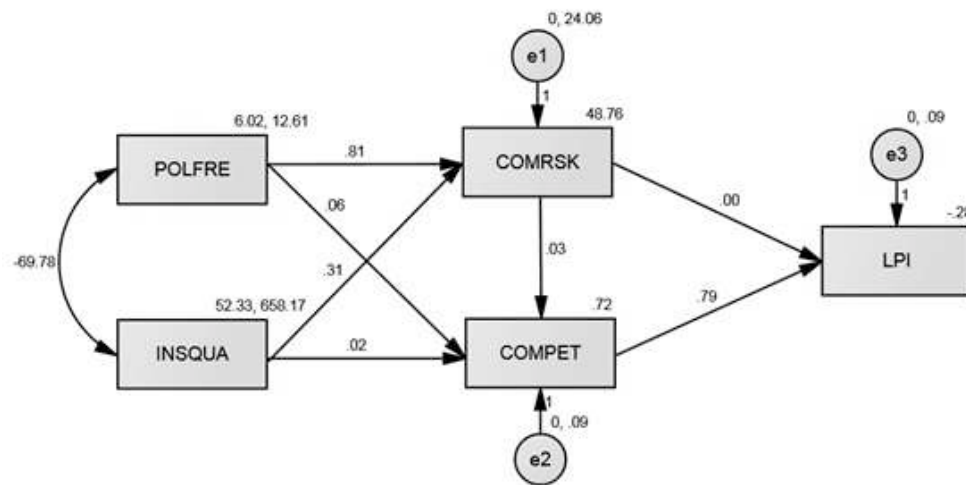 0, 24.06
e1
1
48.76
6.02, 12.61
POLFRE
.81
COMRSK
0, .09
e3
1
.06
.00
-.28
LPI
-69.78
.31
.03
.79
52.33, 658.17
.72
INSQUA
.02
COMPET
1
0, .09
e2